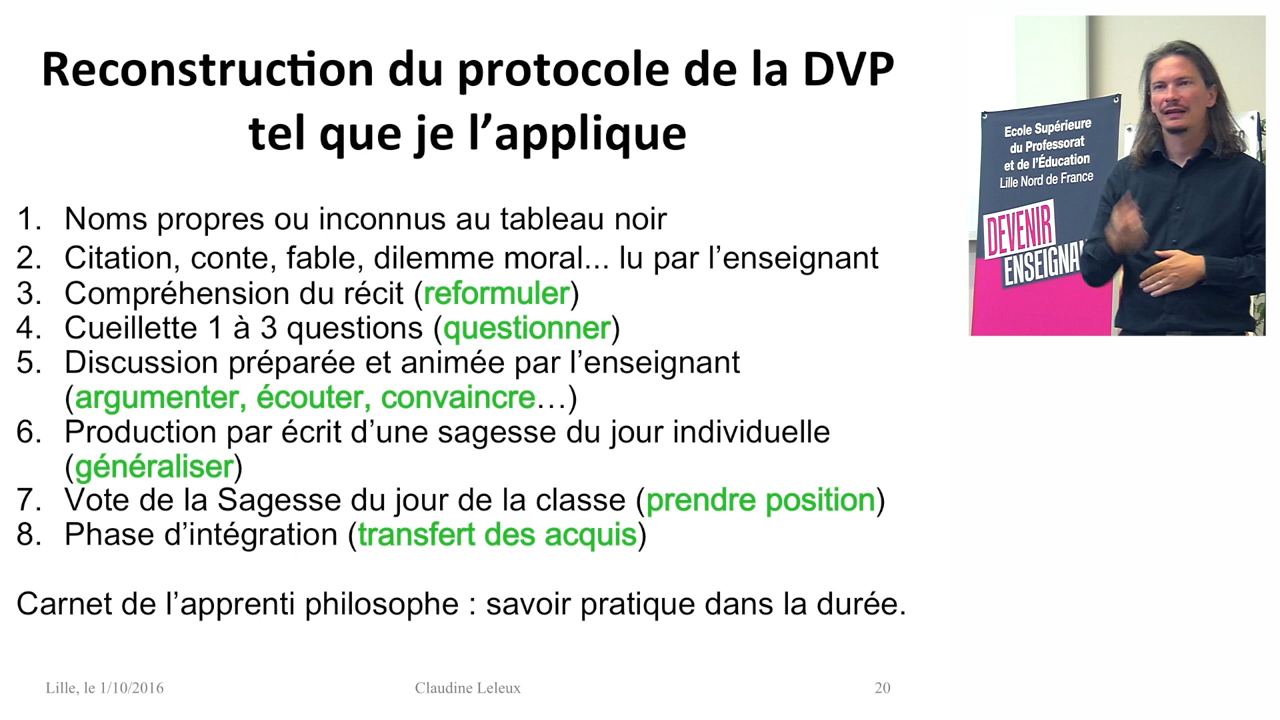 Reconstruction du protocole de la DVP
tel que je l’applique
1. Noms propres ou inconnus au tableau noir
2. Citation, conte, fable, dilemme moral... lu par l’enseignant
3. Compréhension du récit (reformuler)
4. Cueillette 1 à 3 questions (questionner)
5. Discussion préparée et animée par l’enseignant
(argumenter, écouter, convaincre…)
6. Production par écrit d’une sagesse du jour individuelle
(généraliser)
7. Vote de la Sagesse du jour de la classe (prendre position)
8. Phase d’intégration (transfert des acquis)
Carnet de l’apprenti philosophe : savoir pratique dans la durée.
Lille, le 1/10/2016
Claudine Leleux
20
Ecole Supérieure
du Professorat
et de l’Éducation
Lille Nord de France
DEVENIR